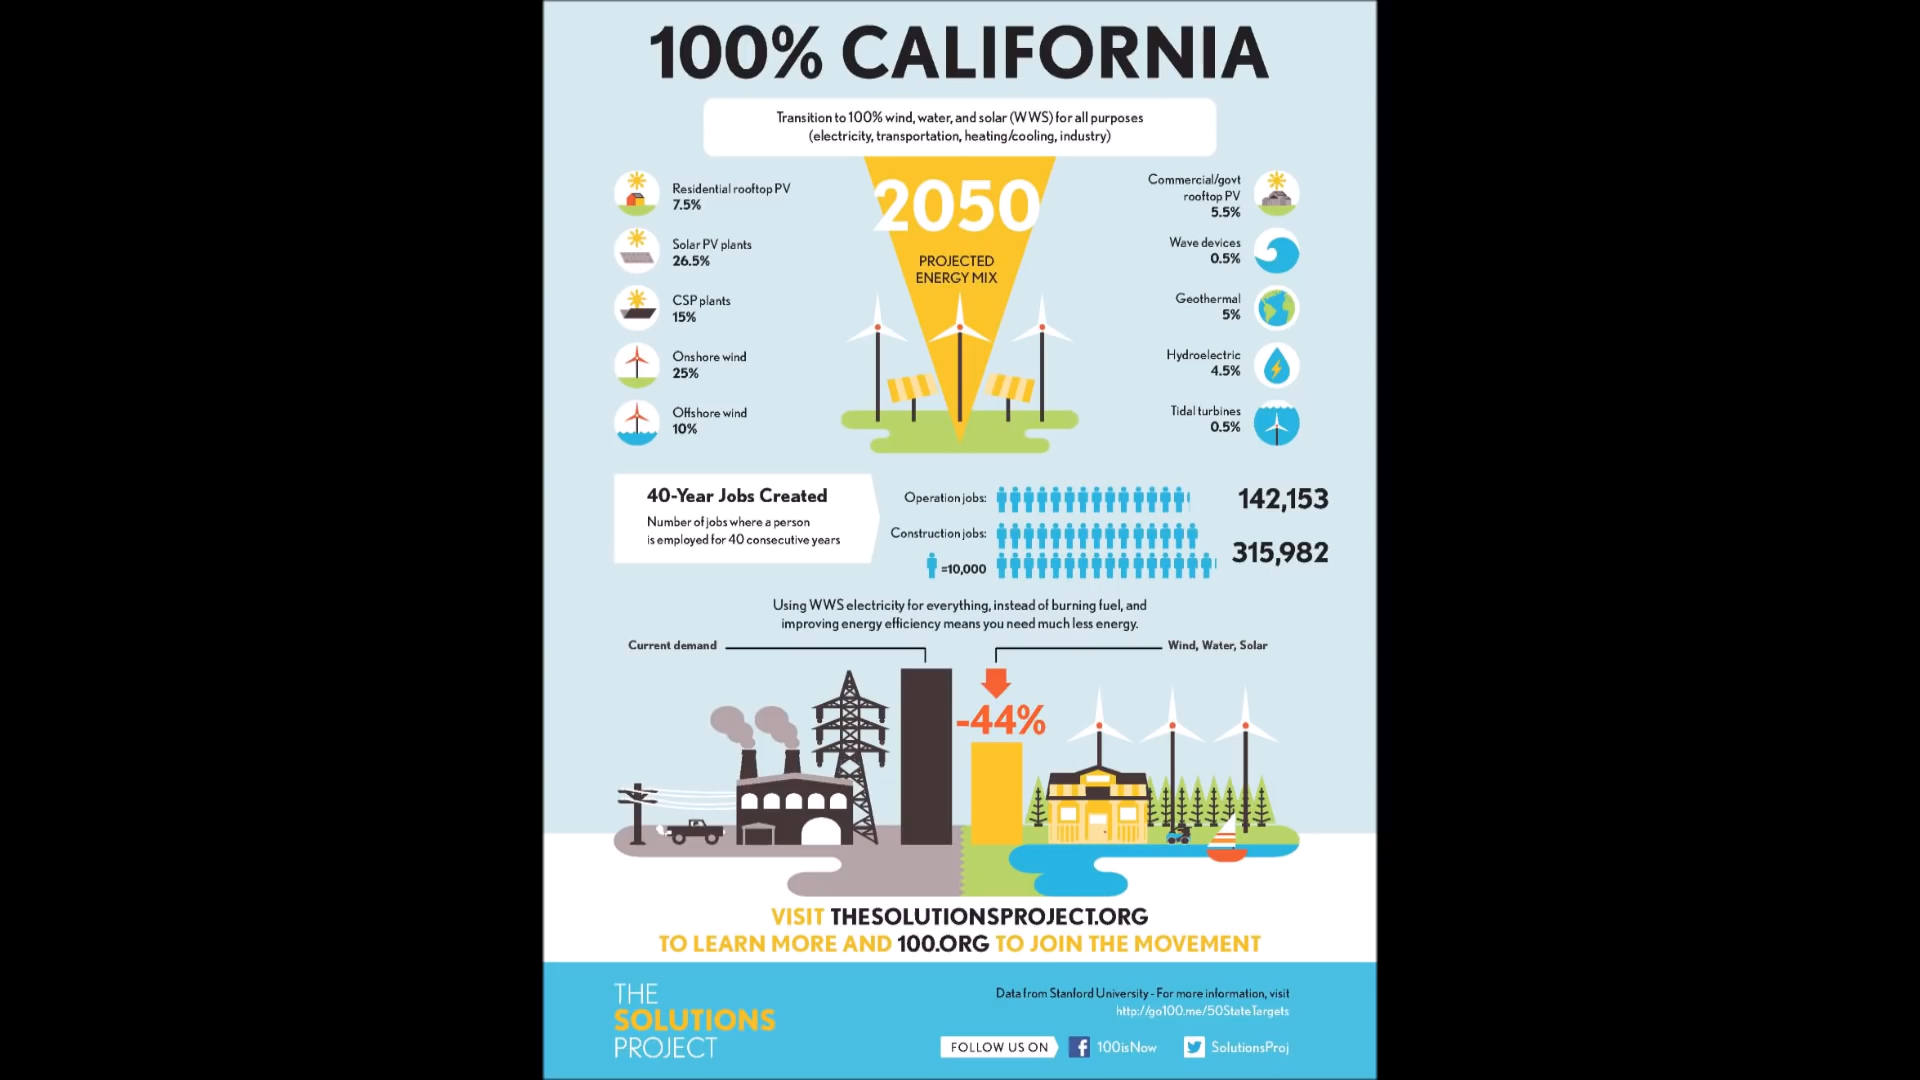 100% CALIFORNIA
Transition to 100% wind, water, and solar (WWS) for all purposes
(electricity, transportation, heating/cooling, industry)
Residential rooftop PV
7.5%
Solar PV plants
26.5%
CSP plants
15%
Onshore wind
25%
Offshore wind
10%
2050
PROJECTED
ENERGY MIX
Commercial/govt
rooftop PV
5.5%
Wave devices
0.5%
Geothermal
5%
Hydroelectric
4.5%
Tidal turbines
0.5%
40-Year Jobs Created
Number of jobs where a person
is employed for 40 consecutive years
Operation jobs:
142,153
Construction jobs:
315,982
=10,000
Using WWS electricity for everything, instead of burning fuel, and
improving energy efficiency means you need much less energy.
Current demand
Wind, Water, Solar
-44%
VISIT THESOLUTIONSPROJECT.ORG
TO LEARN MORE AND 100.ORG TO JOIN THE MOVEMENT
THE
SOLUTIONS
PROJECT
Data from Stanford University - For more information, visit
http://go100.me/50StateTargets
FOLLOW US ON
100isNow
SolutionsProj